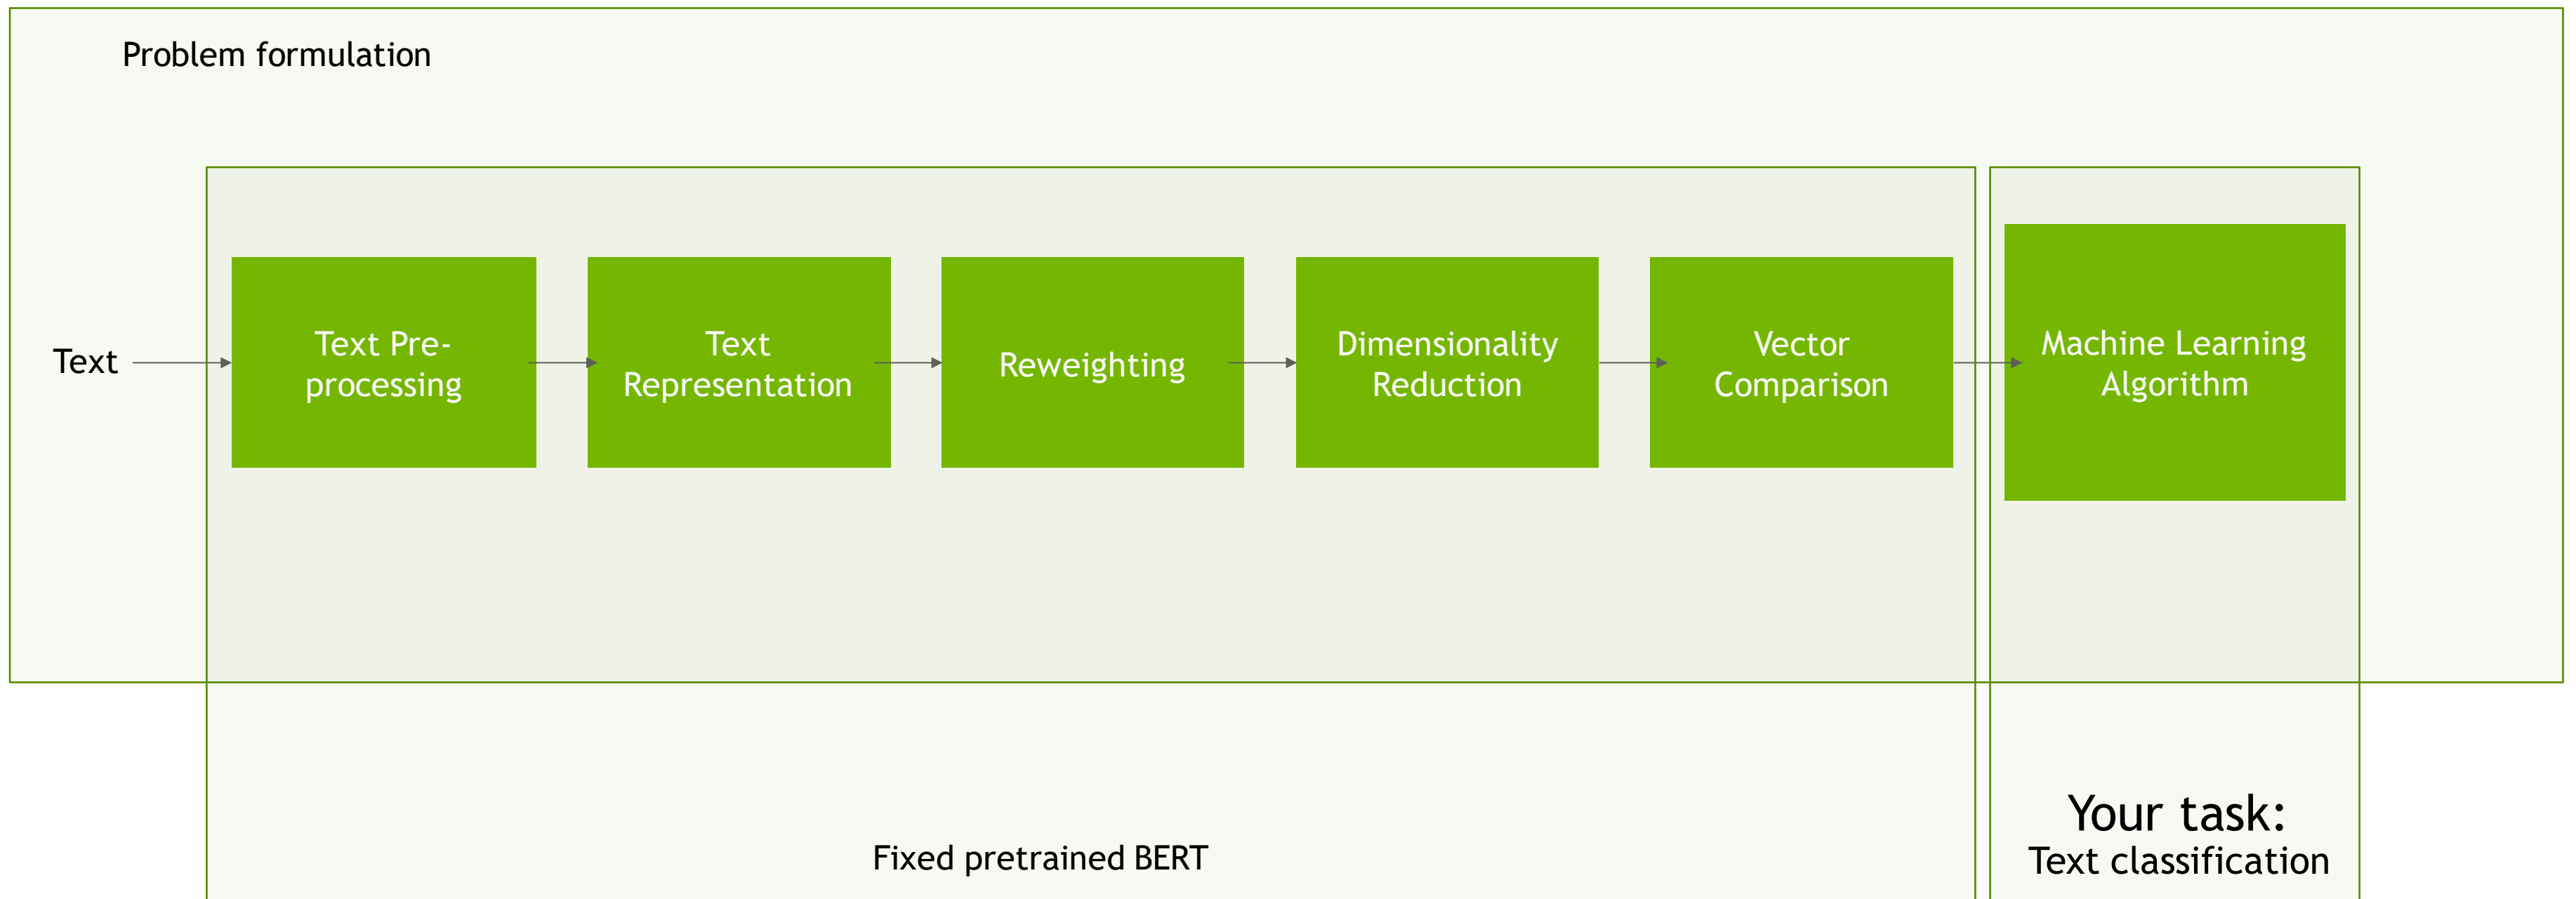 Problem formulation
Text
Text Pre-
processing
Text
Representation
Reweighting
Dimensionality
Reduction
Vector
Comparison
Machine Learning
Algorithm
Fixed pretrained BERT
Your task:
Text classification